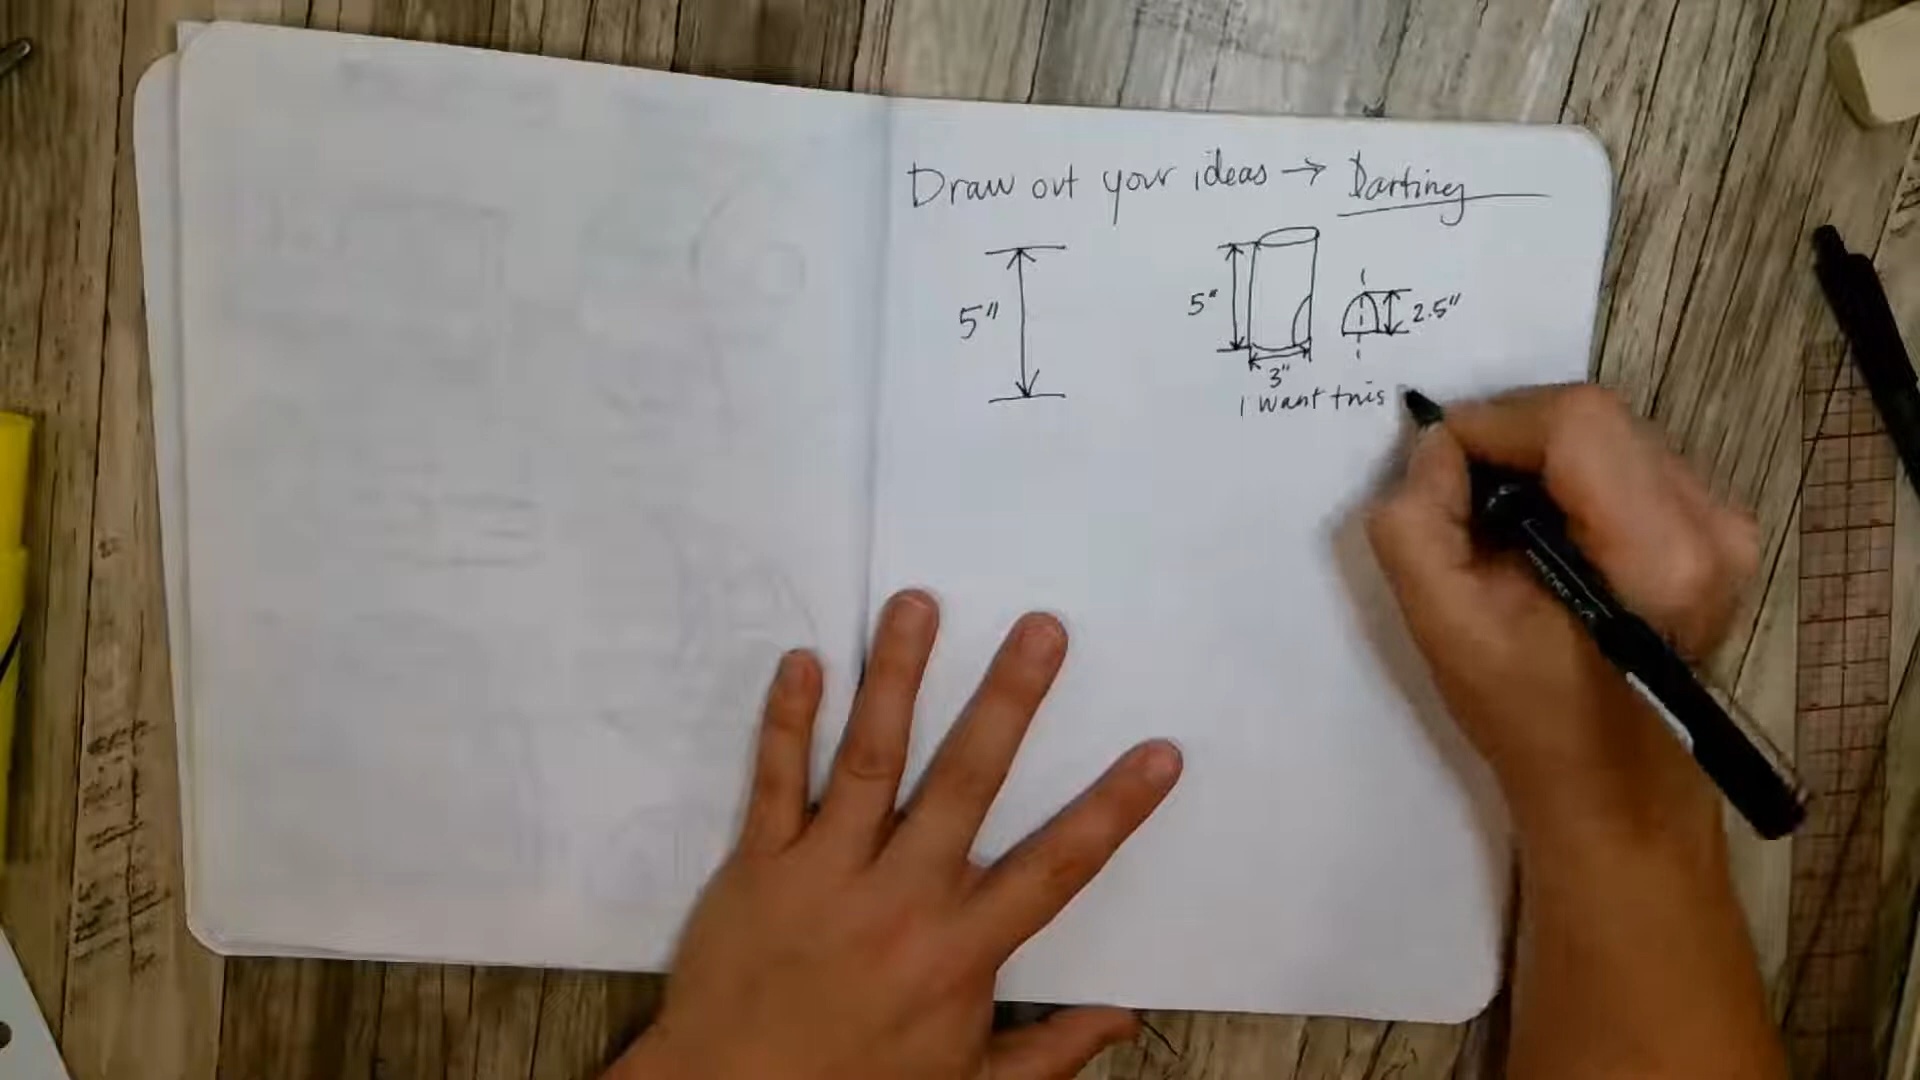 Draw out your ideas → Darting
5"
5"
2.5"
3"
I want this